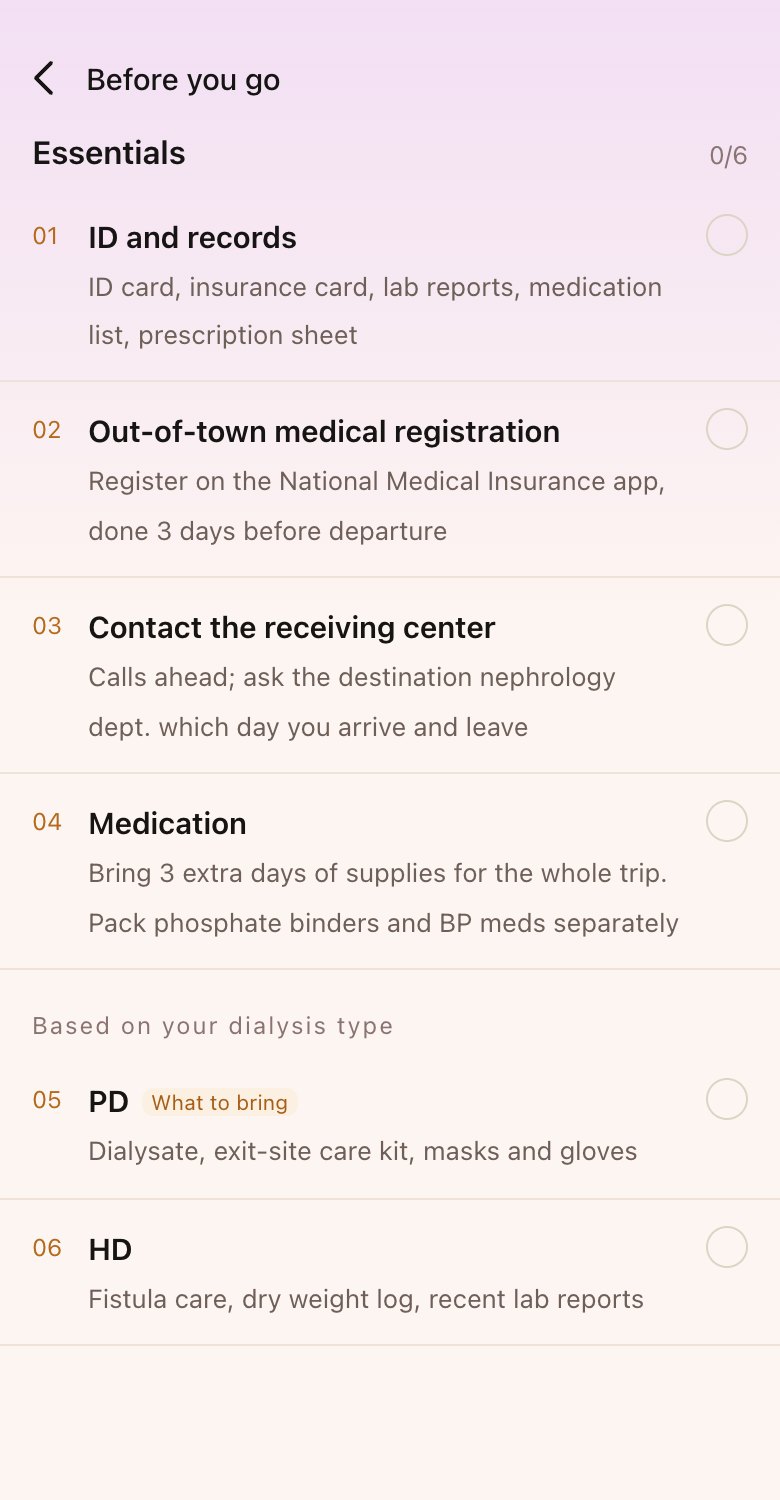 Before you go
Essentials 0/6
01 ID and records
ID card, insurance card, lab reports, medication
list, prescription sheet
02 Out-of-town medical registration
Register on the National Medical Insurance app,
done 3 days before departure
03 Contact the receiving center
Calls ahead; ask the destination nephrology
dept. which day you arrive and leave
04 Medication
Bring 3 extra days of supplies for the whole trip.
Pack phosphate binders and BP meds separately
Based on your dialysis type
05 PD What to bring
Dialysate, exit-site care kit, masks and gloves
06 HD
Fistula care, dry weight log, recent lab reports